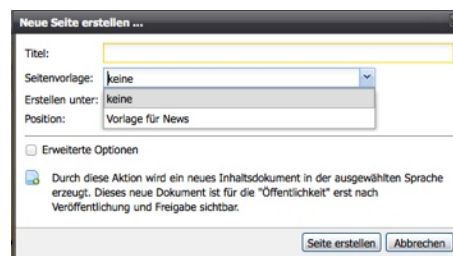 Neue Seite erstellen ...
Titel:
Seitenvorlage: keine
Erstellen unter: keine
Position: Vorlage für News
Erweiterte Optionen
Durch diese Aktion wird ein neues Inhaltsdokument in der ausgewählten Sprache
erzeugt. Dieses neue Dokument ist für die "Öffentlichkeit" erst nach
Veröffentlichung und Freigabe sichtbar.
Seite erstellen Abbrechen